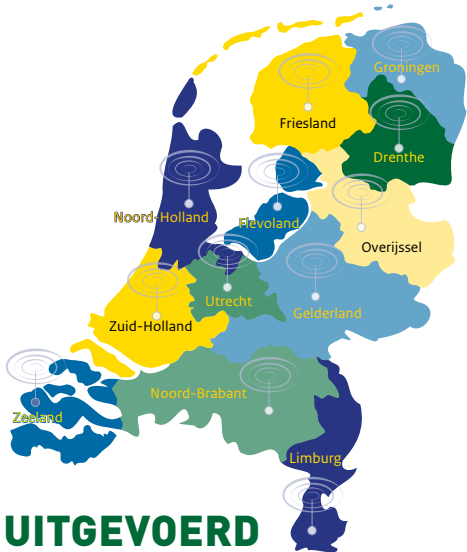 Groningen
Friesland
Drenthe
Noord-Holland
Flevoland
Overijssel
Utrecht
Gelderland
Zuid-Holland
Noord-Brabant
Zeeland
Limburg
UITGEVOERD